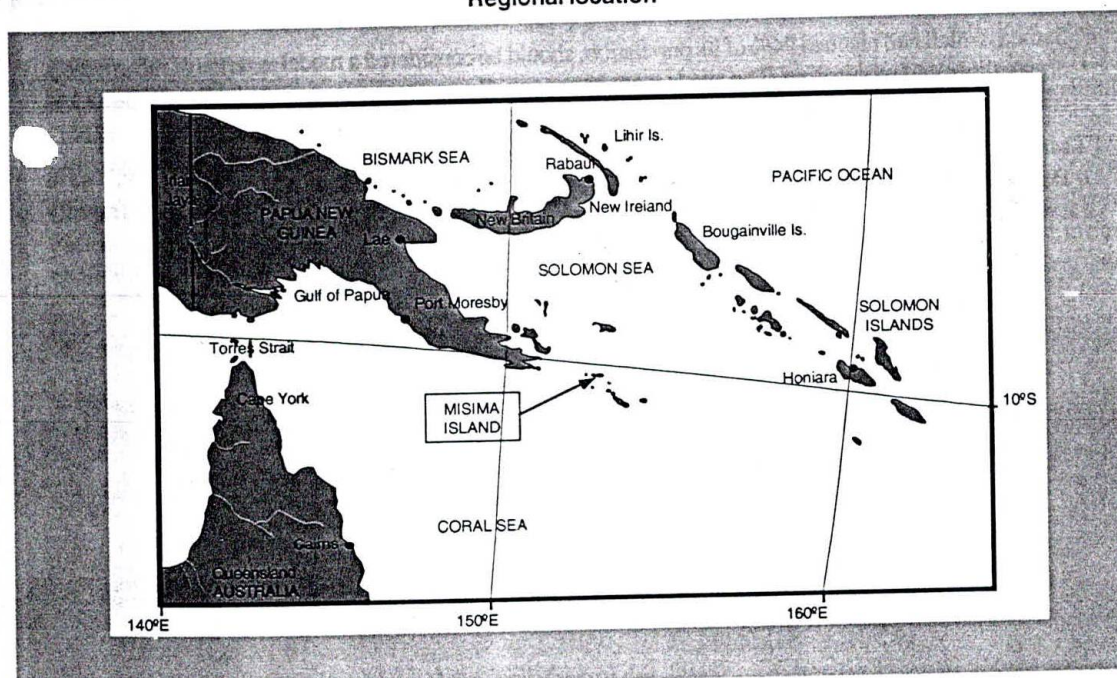 Regional location
BISMARK SEA
Lihir Is.
Rabaul
PACIFIC OCEAN
PAPUA NEW
GUINEA
New Britain
New Ireland
Lae
Bougainville Is.
SOLOMON SEA
Gulf of Papua
Port Moresby
SOLOMON
ISLANDS
Torres Strait
Honiara
Cape York
MISIMA
ISLAND
10ºS
CORAL SEA
Cairns
Queensland
AUSTRALIA
140ºE
150ºE
160ºE